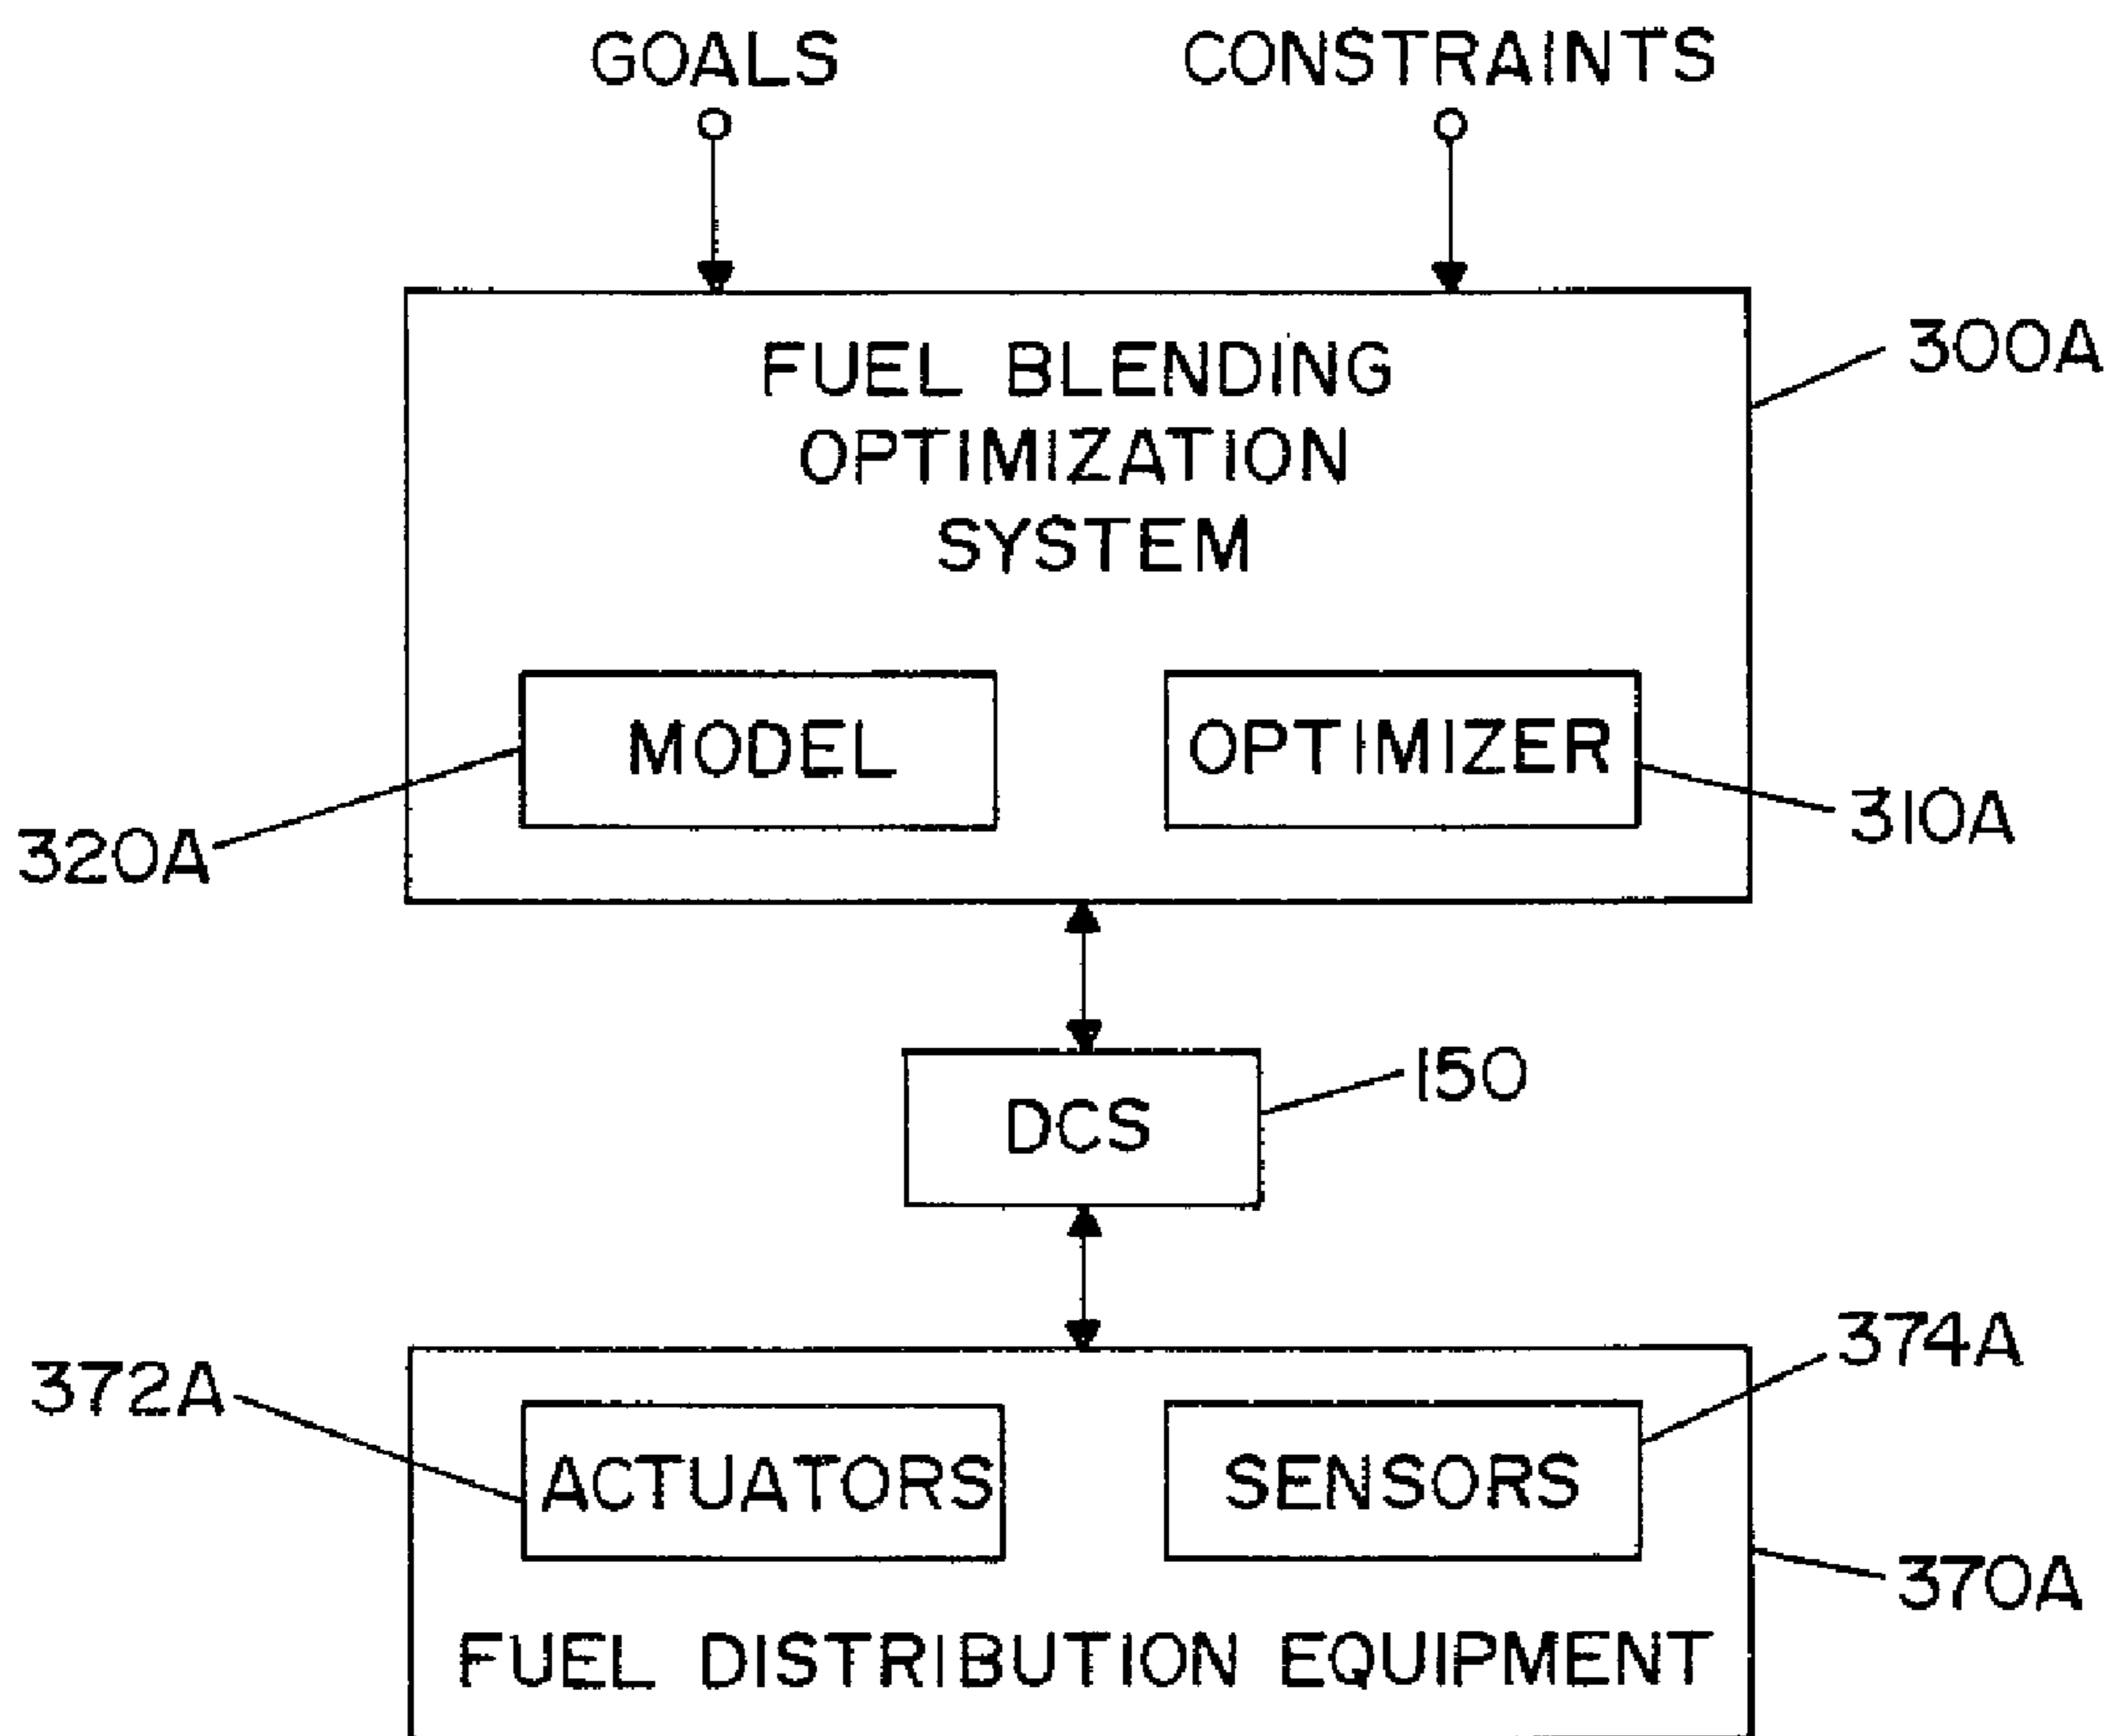 GOALS
CONSTRAINTS
FUEL BLENDING
OPTIMIZATION
SYSTEM
300A
MODEL
OPTIMIZER
320A
310A
DCS
150
372A
374A
ACTUATORS
SENSORS
370A
FUEL DISTRIBUTION EQUIPMENT